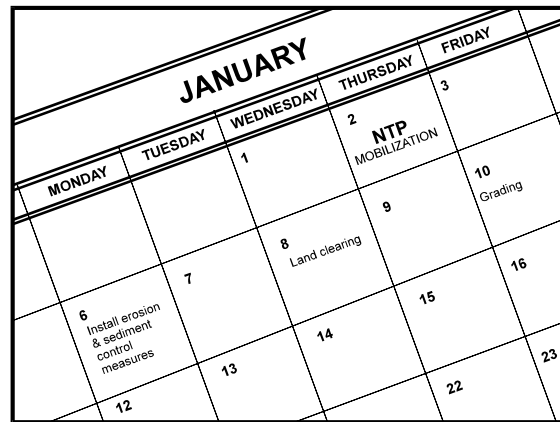 JANUARY
MONDAY TUESDAY WEDNESDAY THURSDAY FRIDAY
1
2
NTP
MOBILIZATION
3
6
Install erosion
& sediment
control
measures
7
8
Land clearing
9
10
Grading
12
13
14
15
16
22
23